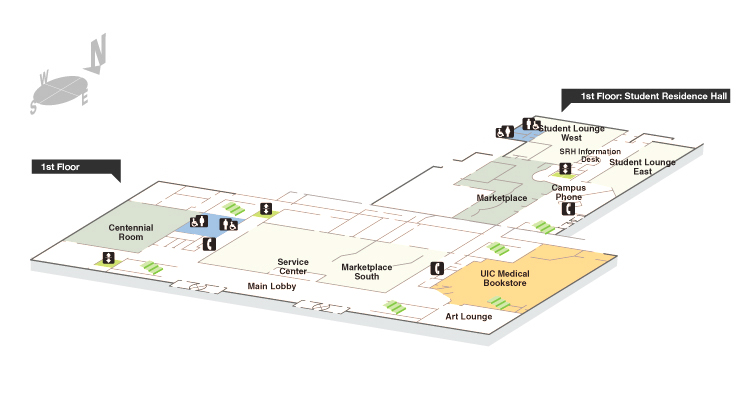 N
W
S
E
1st Floor: Student Residence Hall
Student Lounge
West
SRH Information
Desk
Student Lounge
East
1st Floor
Campus
Phone
Marketplace
Centennial
Room
Service
Center
Marketplace
South
UIC Medical
Bookstore
Main Lobby
Art Lounge